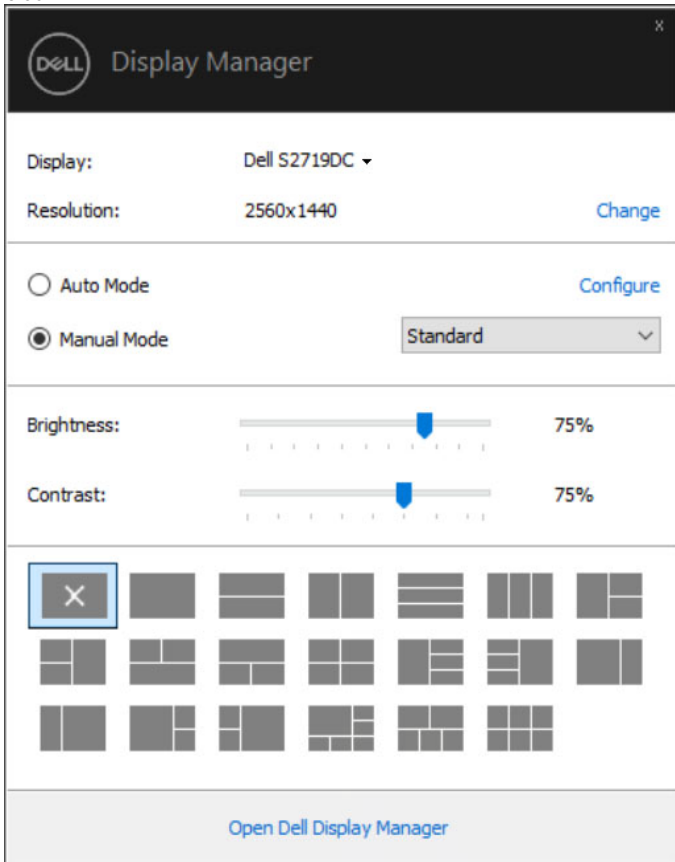 x
DELL Display Manager
Display: Dell S2719DC
Resolution: 2560x1440 Change
Auto Mode Configure
Manual Mode Standard
Brightness: 75%
Contrast: 75%
Open Dell Display Manager